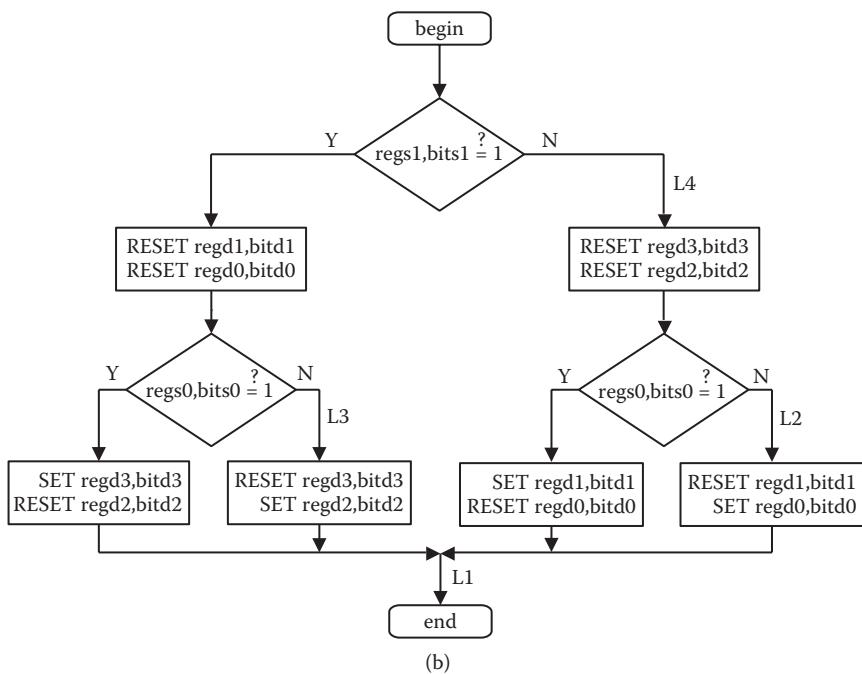 begin
Y
regs1,bits1 ?= 1
N
L4
RESET regd1,bitd1
RESET regd0,bitd0
RESET regd3,bitd3
RESET regd2,bitd2
Y
regs0,bits0 ?= 1
N
L3
Y
regs0,bits0 ?= 1
N
L2
SET regd3,bitd3
RESET regd2,bitd2
RESET regd3,bitd3
SET regd2,bitd2
SET regd1,bitd1
RESET regd0,bitd0
RESET regd1,bitd1
SET regd0,bitd0
L1
end
(b)